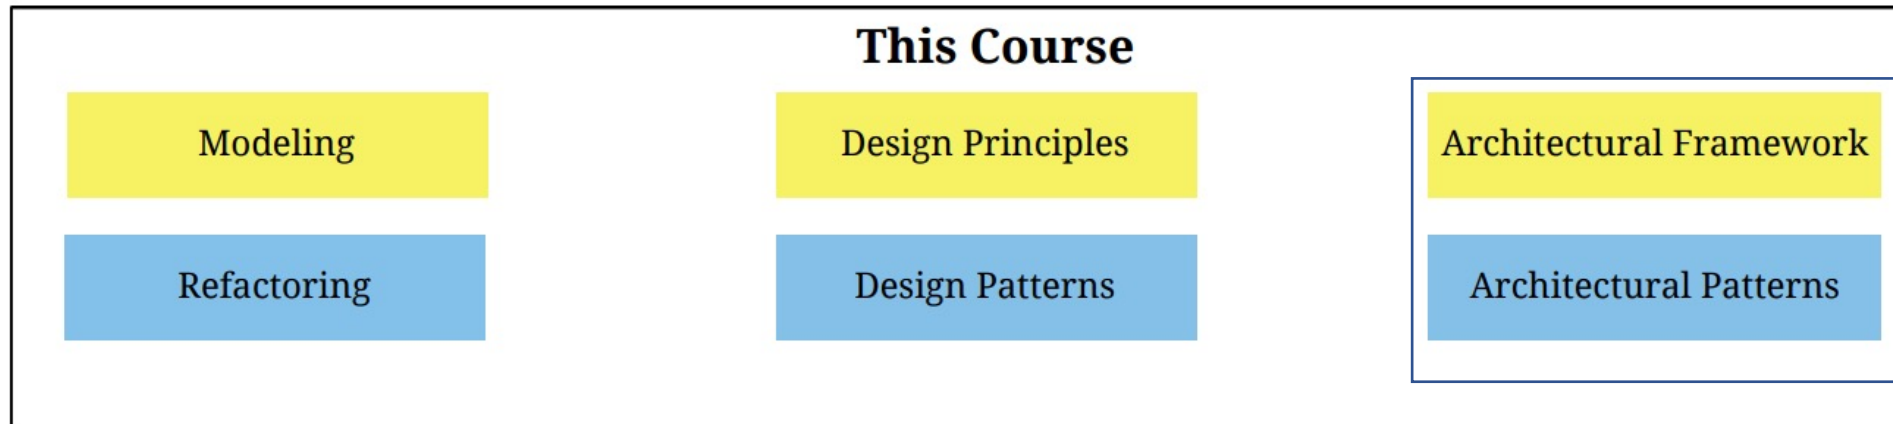 This Course
Modeling
Design Principles
Architectural Framework
Refactoring
Design Patterns
Architectural Patterns